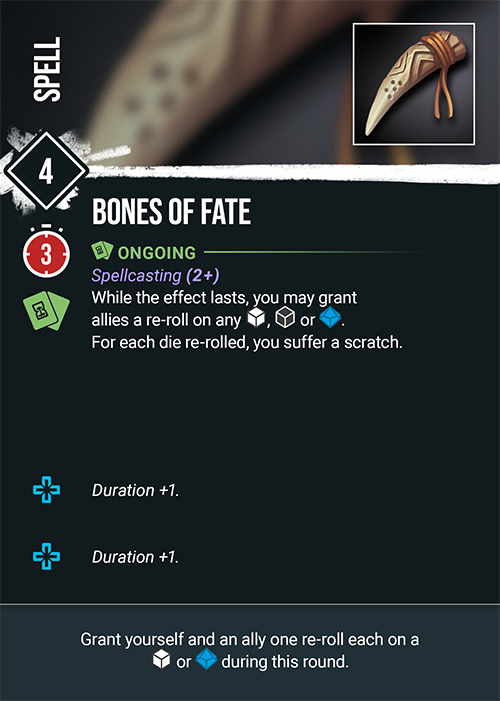 SPELL
4
BONES OF FATE
3
ONGOING
Spellcasting (2+)
While the effect lasts, you may grant
allies a re-roll on any , or .
For each die re-rolled, you suffer a scratch.
Duration +1.
Duration +1.
Grant yourself and an ally one re-roll each on a
or during this round.